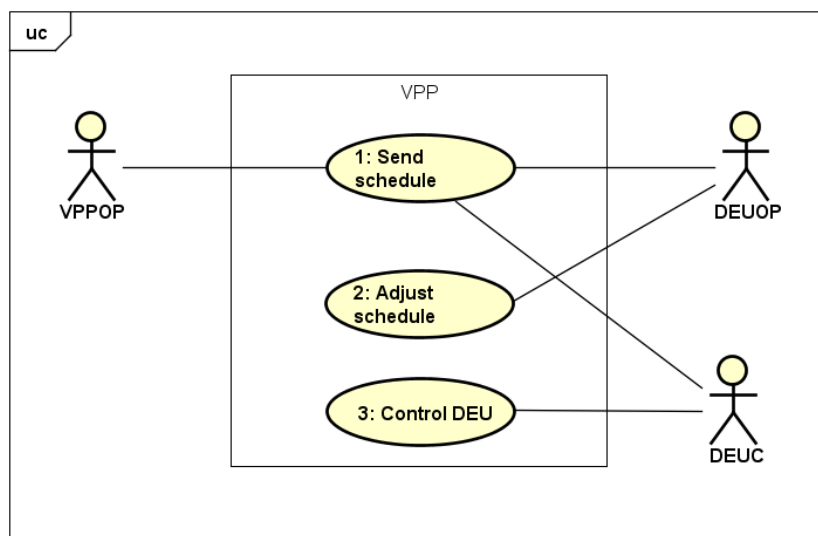 uc
VPP
1: Send
schedule
VPPOP
DEUOP
2: Adjust
schedule
3: Control DEU
DEUC